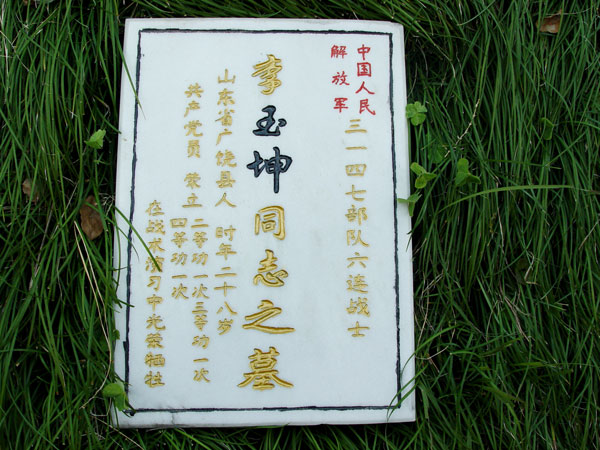 中国人民
解放军
三一四七部队六连战士
李玉坤同志之墓
山东省广饶县人 时年二十八岁
共产党员 荣立 二等功一次三等功一次
四等功一次
在战术演习中光荣牺牲